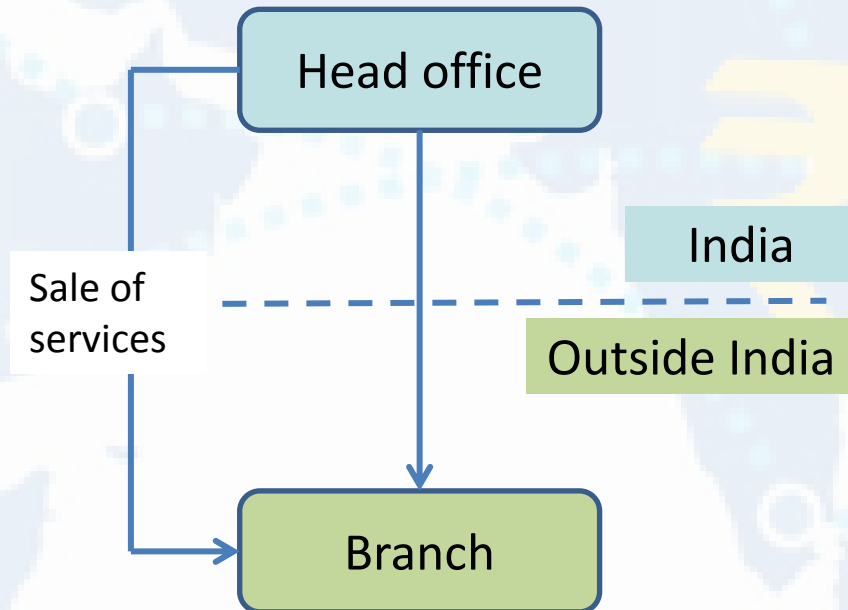 Head office
India
Sale of
services
Outside India
Branch